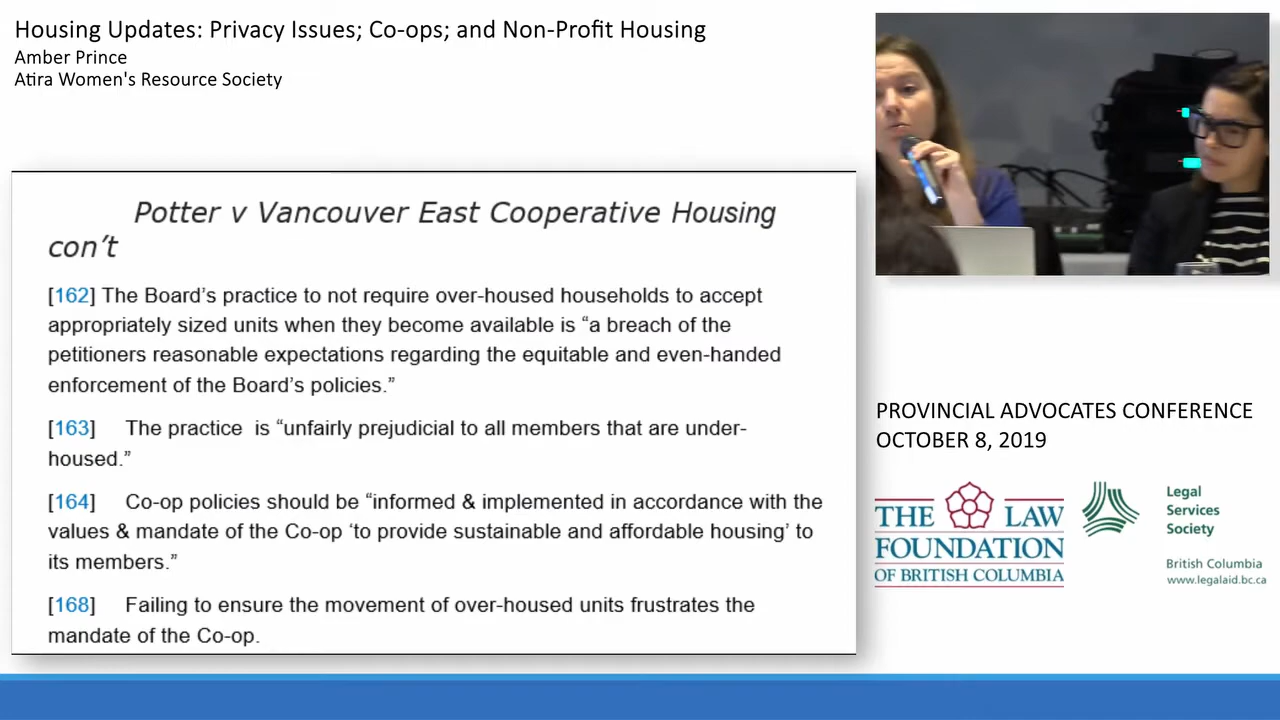 Housing Updates: Privacy Issues; Co-ops; and Non-Profit Housing
Amber Prince
Atira Women's Resource Society
Potter v Vancouver East Cooperative Housing
con’t
[162] The Board’s practice to not require over-housed households to accept
appropriately sized units when they become available is “a breach of the
petitioners reasonable expectations regarding the equitable and even-handed
enforcement of the Board’s policies.”
[163] The practice is “unfairly prejudicial to all members that are under-
housed.”
[164] Co-op policies should be “informed & implemented in accordance with the
values & mandate of the Co-op ‘to provide sustainable and affordable housing’ to
its members.”
[168] Failing to ensure the movement of over-housed units frustrates the
mandate of the Co-op.
PROVINCIAL ADVOCATES CONFERENCE
OCTOBER 8, 2019
THE LAW
FOUNDATION
OF BRITISH COLUMBIA
Legal
Services
Society
British Columbia
www.legalaid.bc.ca